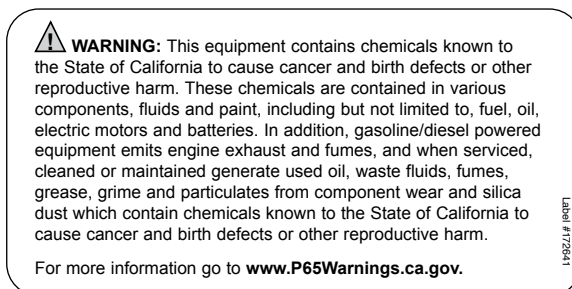 WARNING: This equipment contains chemicals known to
the State of California to cause cancer and birth defects or other
reproductive harm. These chemicals are contained in various
components, fluids and paint, including but not limited to, fuel, oil,
electric motors and batteries. In addition, gasoline/diesel powered
equipment emits engine exhaust and fumes, and when serviced,
cleaned or maintained generate used oil, waste fluids, fumes,
grease, grime and particulates from component wear and silica
dust which contain chemicals known to the State of California to
cause cancer and birth defects or other reproductive harm.
For more information go to www.P65Warnings.ca.gov.
Label #172641